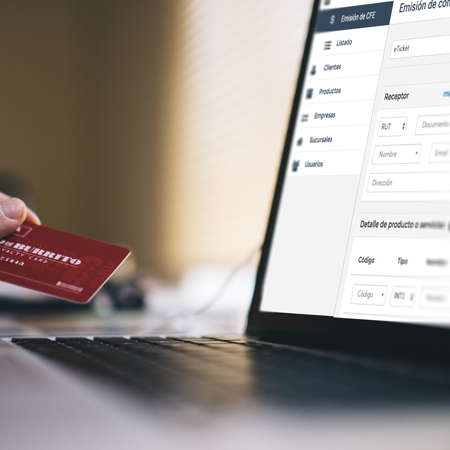 Emisión de CFE
Listado
Clientes
Productos
Empresas
Sucursales
Usuarios
Emisión de
eTicket
Receptor
RUT
Documento
Nombre
Email
Dirección
Detalle de producto o servicio
Código
Tipo
Código
INT1
BURRITO
CARD